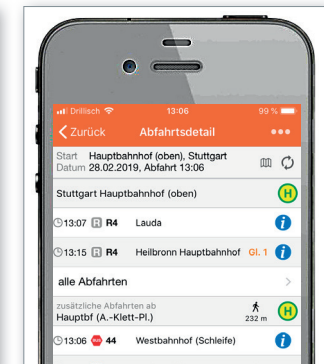 Drillisch 13:06 99 %
Zurück Abfahrtsdetail
Start Hauptbahnhof (oben), Stuttgart
Datum 28.02.2019, Abfahrt 13:06
Stuttgart Hauptbahnhof (oben) H
13:07 R R4 Lauda i
13:15 R R4 Heilbronn Hauptbahnhof Gl. 1 i
alle Abfahrten
zusätzliche Abfahrten ab
Hauptbf (A.-Klett-Pl.) 232 m H
13:06 BUS 44 Westbahnhof (Schleife) i